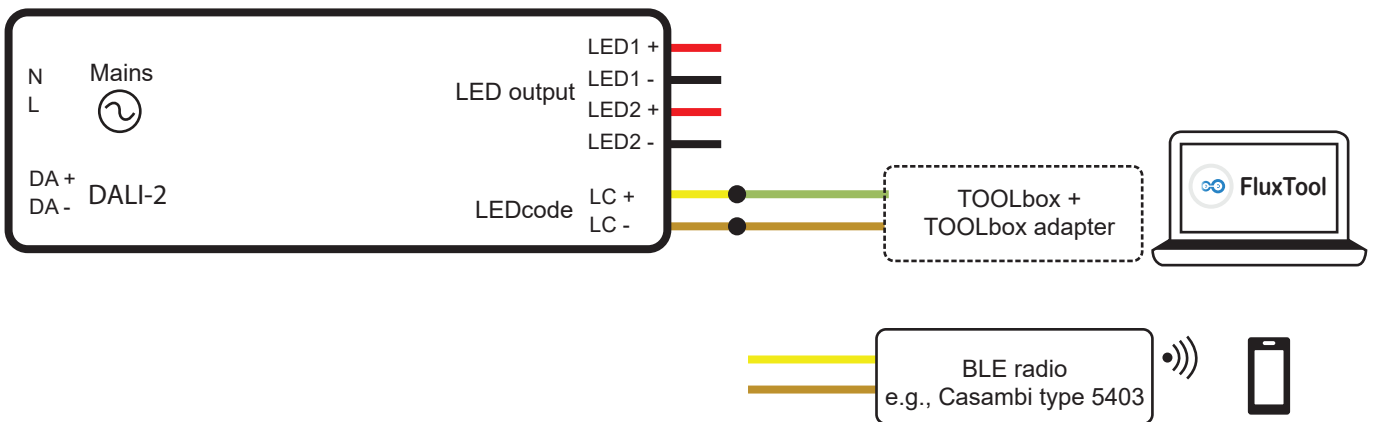 N
L
Mains
DA +
DA -
DALI-2
LED output
LED1 +
LED1 -
LED2 +
LED2 -
LEDcode
LC +
LC -
TOOLbox +
TOOLbox adapter
FluxTool
BLE radio
e.g., Casambi type 5403